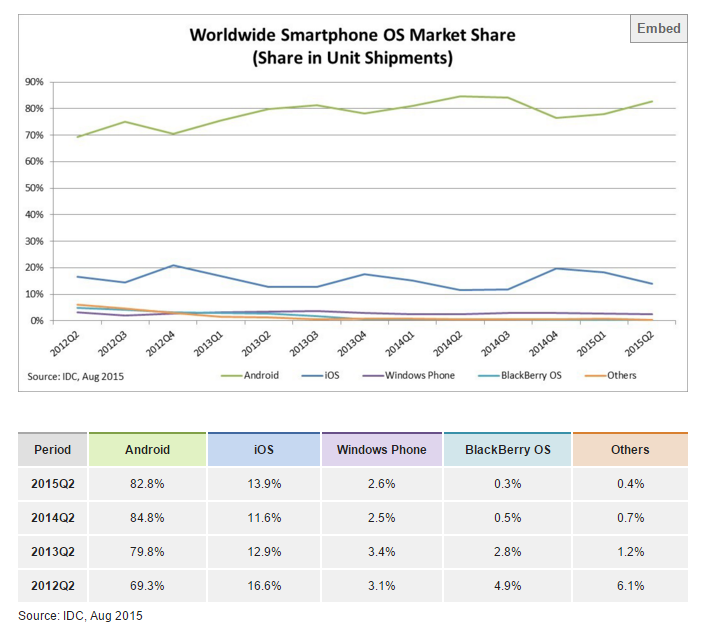 Embed
Worldwide Smartphone OS Market Share
(Share in Unit Shipments)
90%
80%
70%
60%
50%
40%
30%
20%
10%
0%
2012Q2 2012Q3 2012Q4 2013Q1 2013Q2 2013Q3 2013Q4 2014Q1 2014Q2 2014Q3 2014Q4 2015Q1 2015Q2
Source: IDC, Aug 2015 Android iOS Windows Phone BlackBerry OS Others
Period Android iOS Windows Phone BlackBerry OS Others
2015Q2 82.8% 13.9% 2.6% 0.3% 0.4%
2014Q2 84.8% 11.6% 2.5% 0.5% 0.7%
2013Q2 79.8% 12.9% 3.4% 2.8% 1.2%
2012Q2 69.3% 16.6% 3.1% 4.9% 6.1%
Source: IDC, Aug 2015